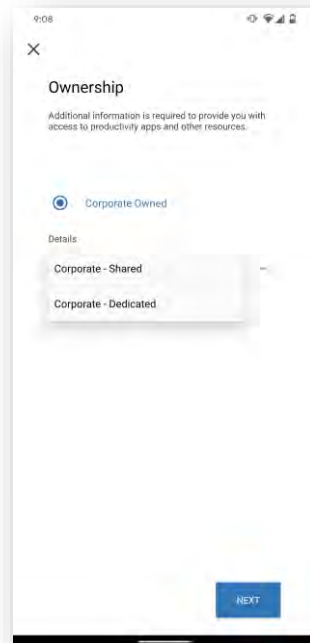 9:08
Ownership
Additional information is required to provide you with
access to productivity apps and other resources.
Corporate Owned
Details
Corporate - Shared
Corporate - Dedicated
NEXT